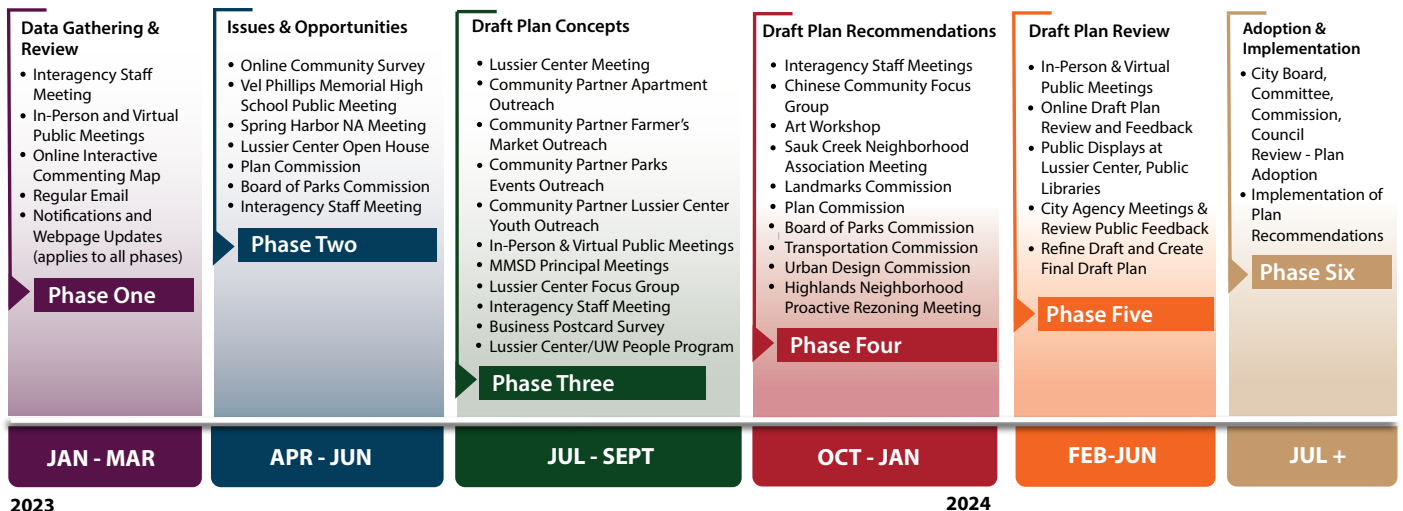 Data Gathering &
Review
• Interagency Staff
Meeting
• In-Person and Virtual
Public Meetings
• Online Interactive
Commenting Map
• Regular Email
• Notifications and
Webpage Updates
(applies to all phases)
Phase One
JAN - MAR
2023
Issues & Opportunities
• Online Community Survey
• Vel Phillips Memorial High
School Public Meeting
• Spring Harbor NA Meeting
• Lussier Center Open House
• Plan Commission
• Board of Parks Commission
• Interagency Staff Meeting
Phase Two
APR - JUN
Draft Plan Concepts
• Lussier Center Meeting
• Community Partner Apartment
Outreach
• Community Partner Farmer's
Market Outreach
• Community Partner Parks
Events Outreach
• Community Partner Lussier Center
Youth Outreach
• In-Person & Virtual Public Meetings
• MMSD Principal Meetings
• Lussier Center Focus Group
• Interagency Staff Meeting
• Business Postcard Survey
• Lussier Center/UW People Program
Phase Three
JUL - SEPT
Draft Plan Recommendations
• Interagency Staff Meetings
• Chinese Community Focus
Group
• Art Workshop
• Sauk Creek Neighborhood
Association Meeting
• Landmarks Commission
• Plan Commission
• Board of Parks Commission
• Transportation Commission
• Urban Design Commission
• Highlands Neighborhood
Proactive Rezoning Meeting
Phase Four
OCT - JAN
2024
Draft Plan Review
• In-Person & Virtual
Public Meetings
• Online Draft Plan
Review and Feedback
• Public Displays at
Lussier Center, Public
Libraries
• City Agency Meetings &
Review Public Feedback
• Refine Draft and Create
Final Draft Plan
Phase Five
FEB-JUN
Adoption &
Implementation
• City Board,
Committee,
Commission,
Council
Review - Plan
Adoption
• Implementation of
Plan
Recommendations
Phase Six
JUL +